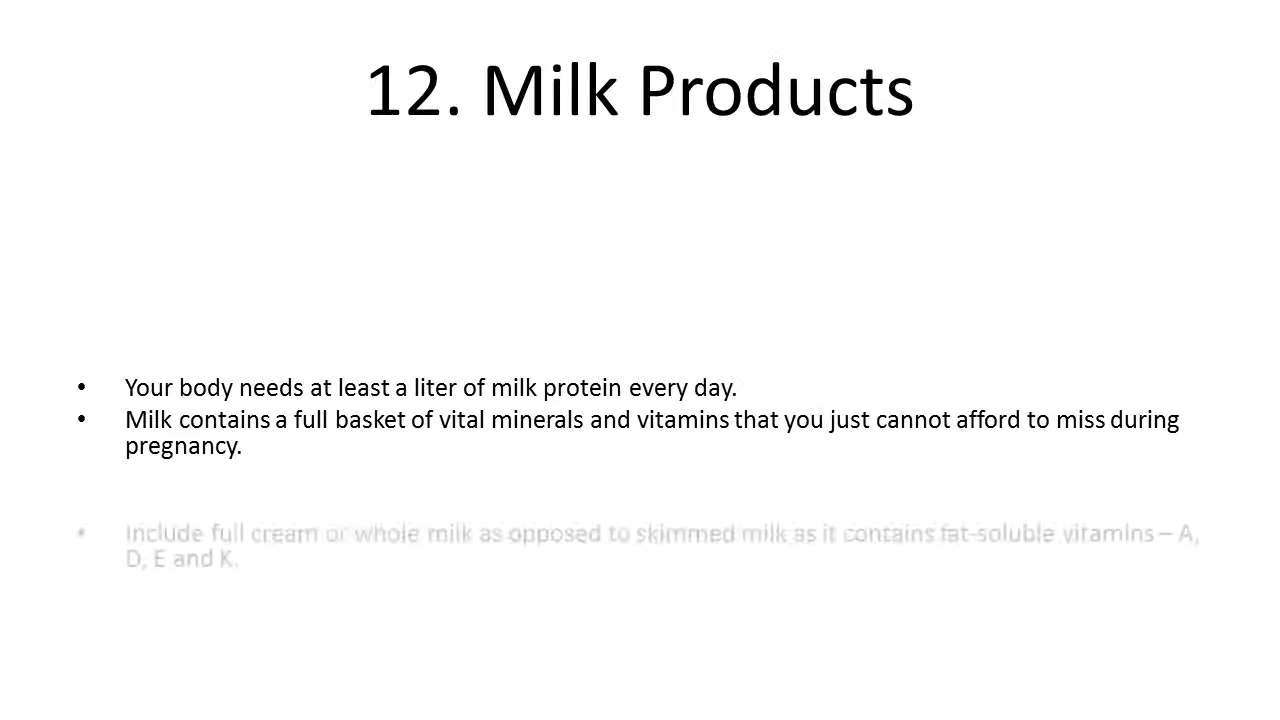 12. Milk Products
• Your body needs at least a liter of milk protein every day.
• Milk contains a full basket of vital minerals and vitamins that you just cannot afford to miss during
pregnancy.
• Include full cream or whole milk as opposed to skimmed milk as it contains fat-soluble vitamins – A,
D, E and K.